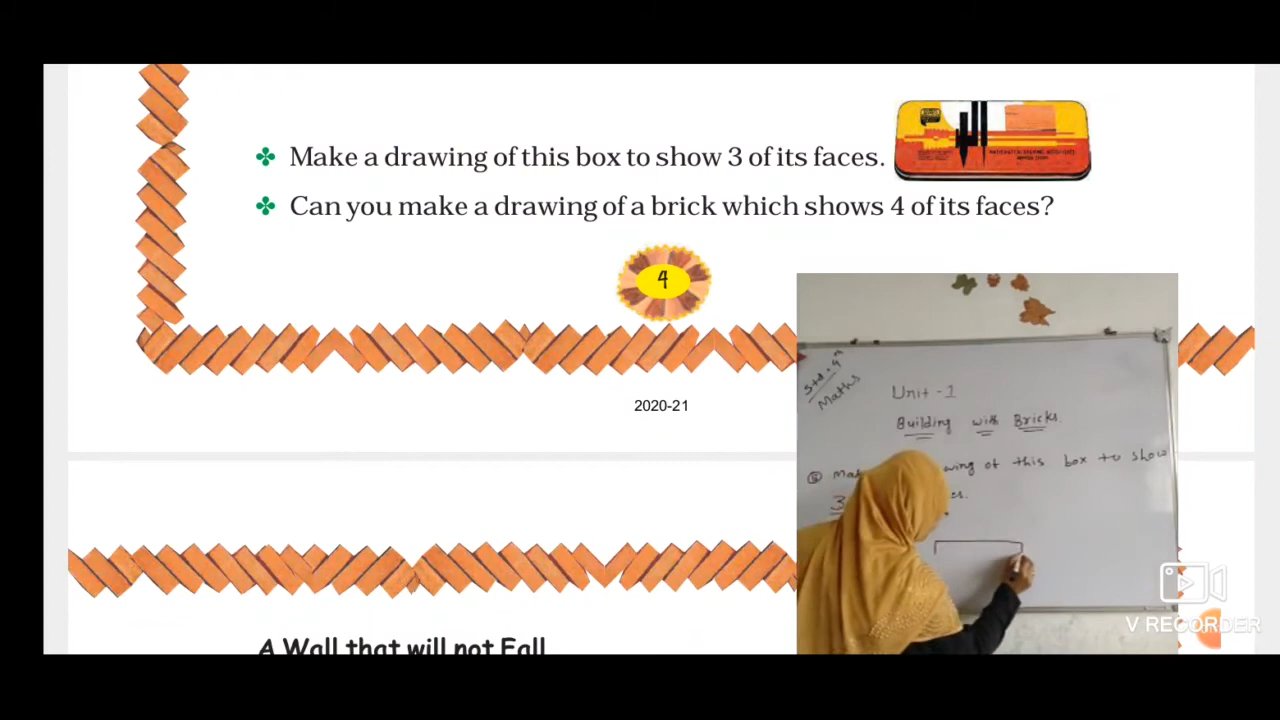 Make a drawing of this box to show 3 of its faces.
Can you make a drawing of a brick which shows 4 of its faces?
4
2020-21
Std - 4th
Maths
Unit - 1
Building with Bricks.
wing of this box to show
3
A Wall that will not Fall
V RECORDER